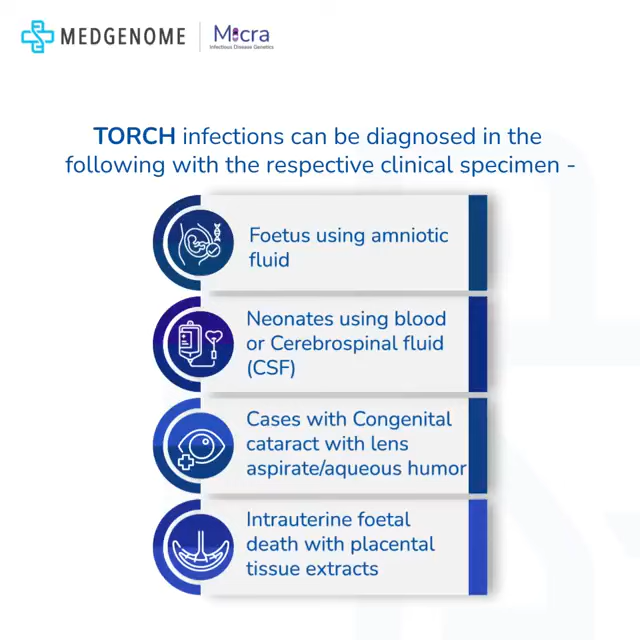 MEDGENOME
Micra
Infectious Disease Genetics
TORCH infections can be diagnosed in the
following with the respective clinical specimen -
Foetus using amniotic
fluid
Neonates using blood
or Cerebrospinal fluid
(CSF)
Cases with Congenital
cataract with lens
aspirate/aqueous humor
Intrauterine foetal
death with placental
tissue extracts